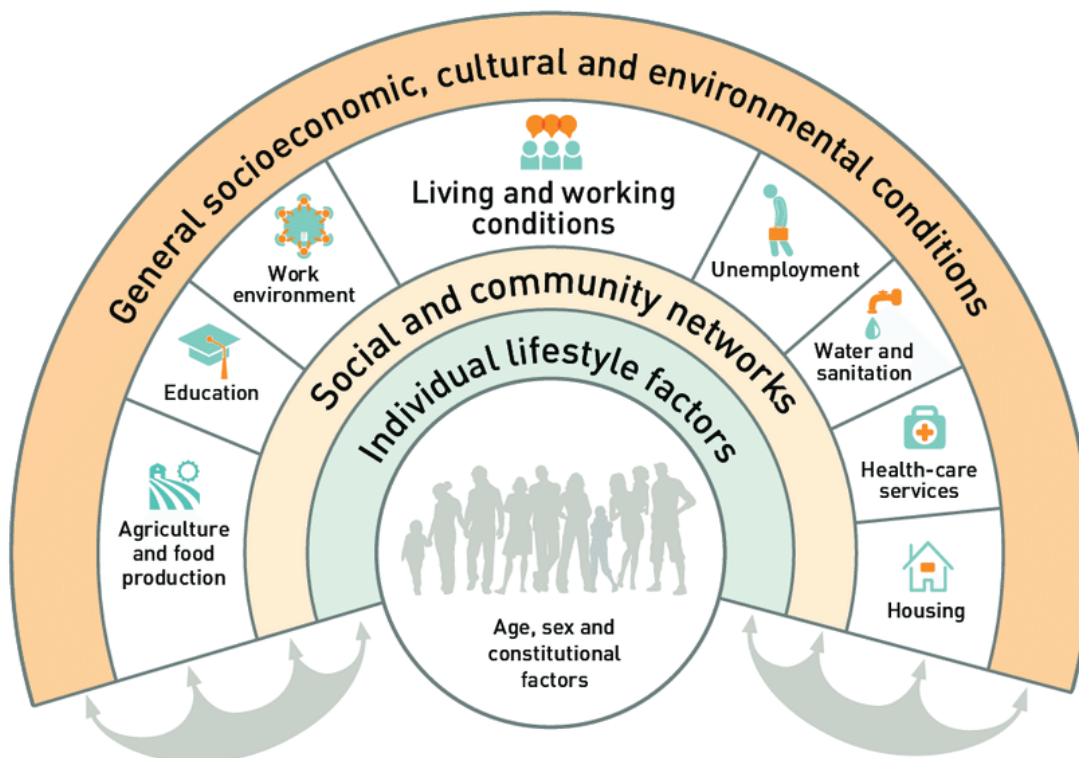 General socioeconomic, cultural and environmental conditions
Living and working
conditions
Work
environment
Unemployment
Education
Water and
sanitation
Agriculture
and food
production
Health-care
services
Housing
Social and community networks
Individual lifestyle factors
Age, sex and
constitutional
factors